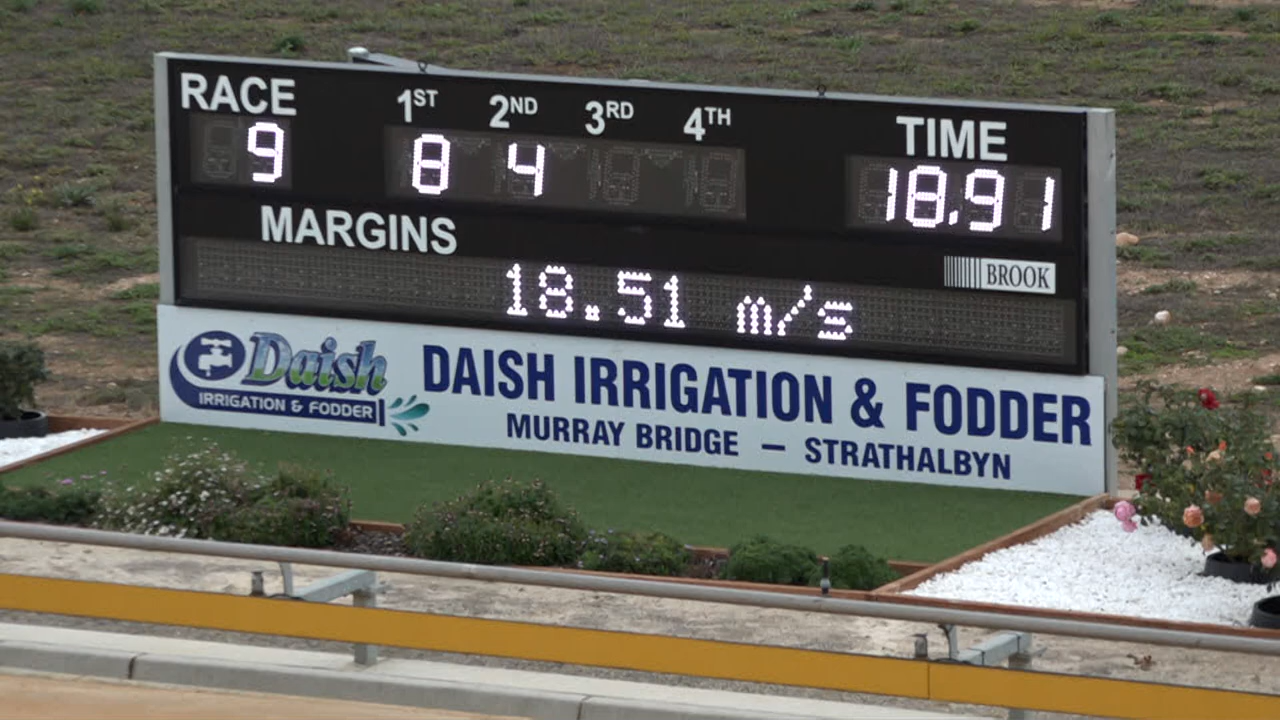 RACE 1ST 2ND 3RD 4TH TIME
9 8 4 18.91
MARGINS
BROOK
18.51 m/s
Daish
IRRIGATION & FODDER
DAISH IRRIGATION & FODDER
MURRAY BRIDGE – STRATHALBYN